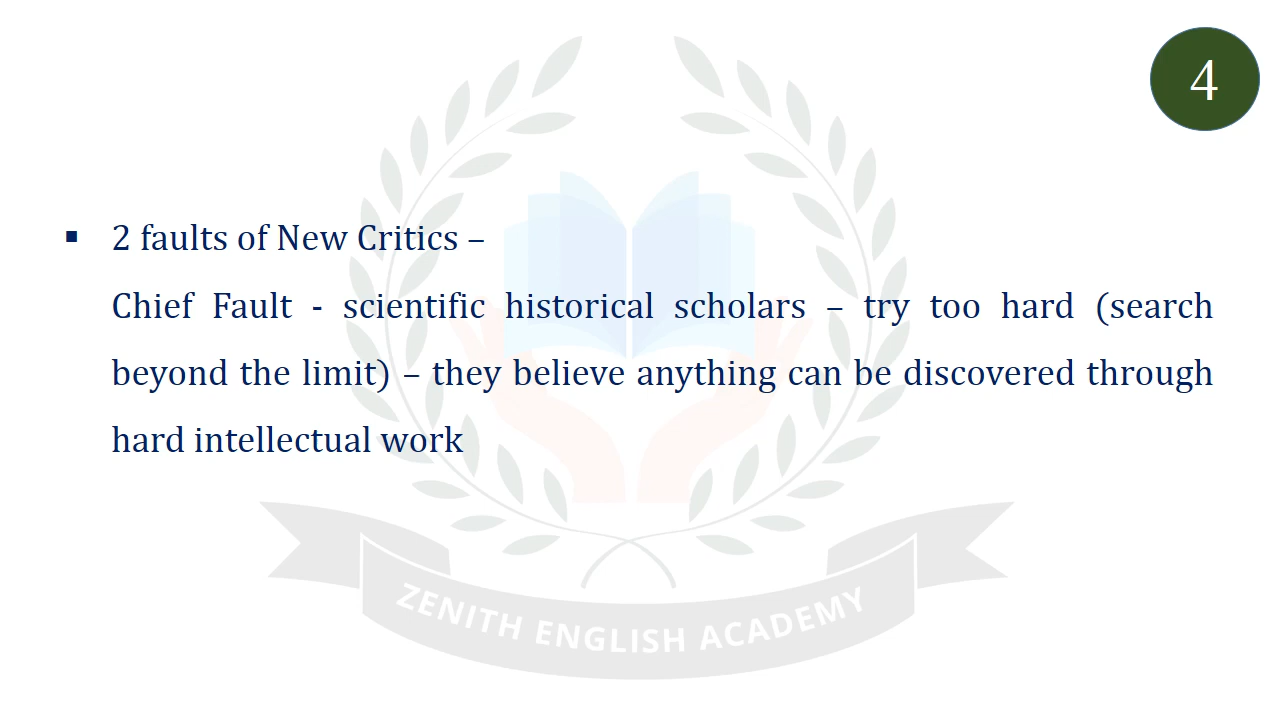 4
▪ 2 faults of New Critics –
Chief Fault - scientific historical scholars – try too hard (search
beyond the limit) – they believe anything can be discovered through
hard intellectual work
ZENITH ENGLISH ACADEMY